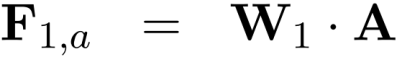 F₁,ₐ = W₁ · A